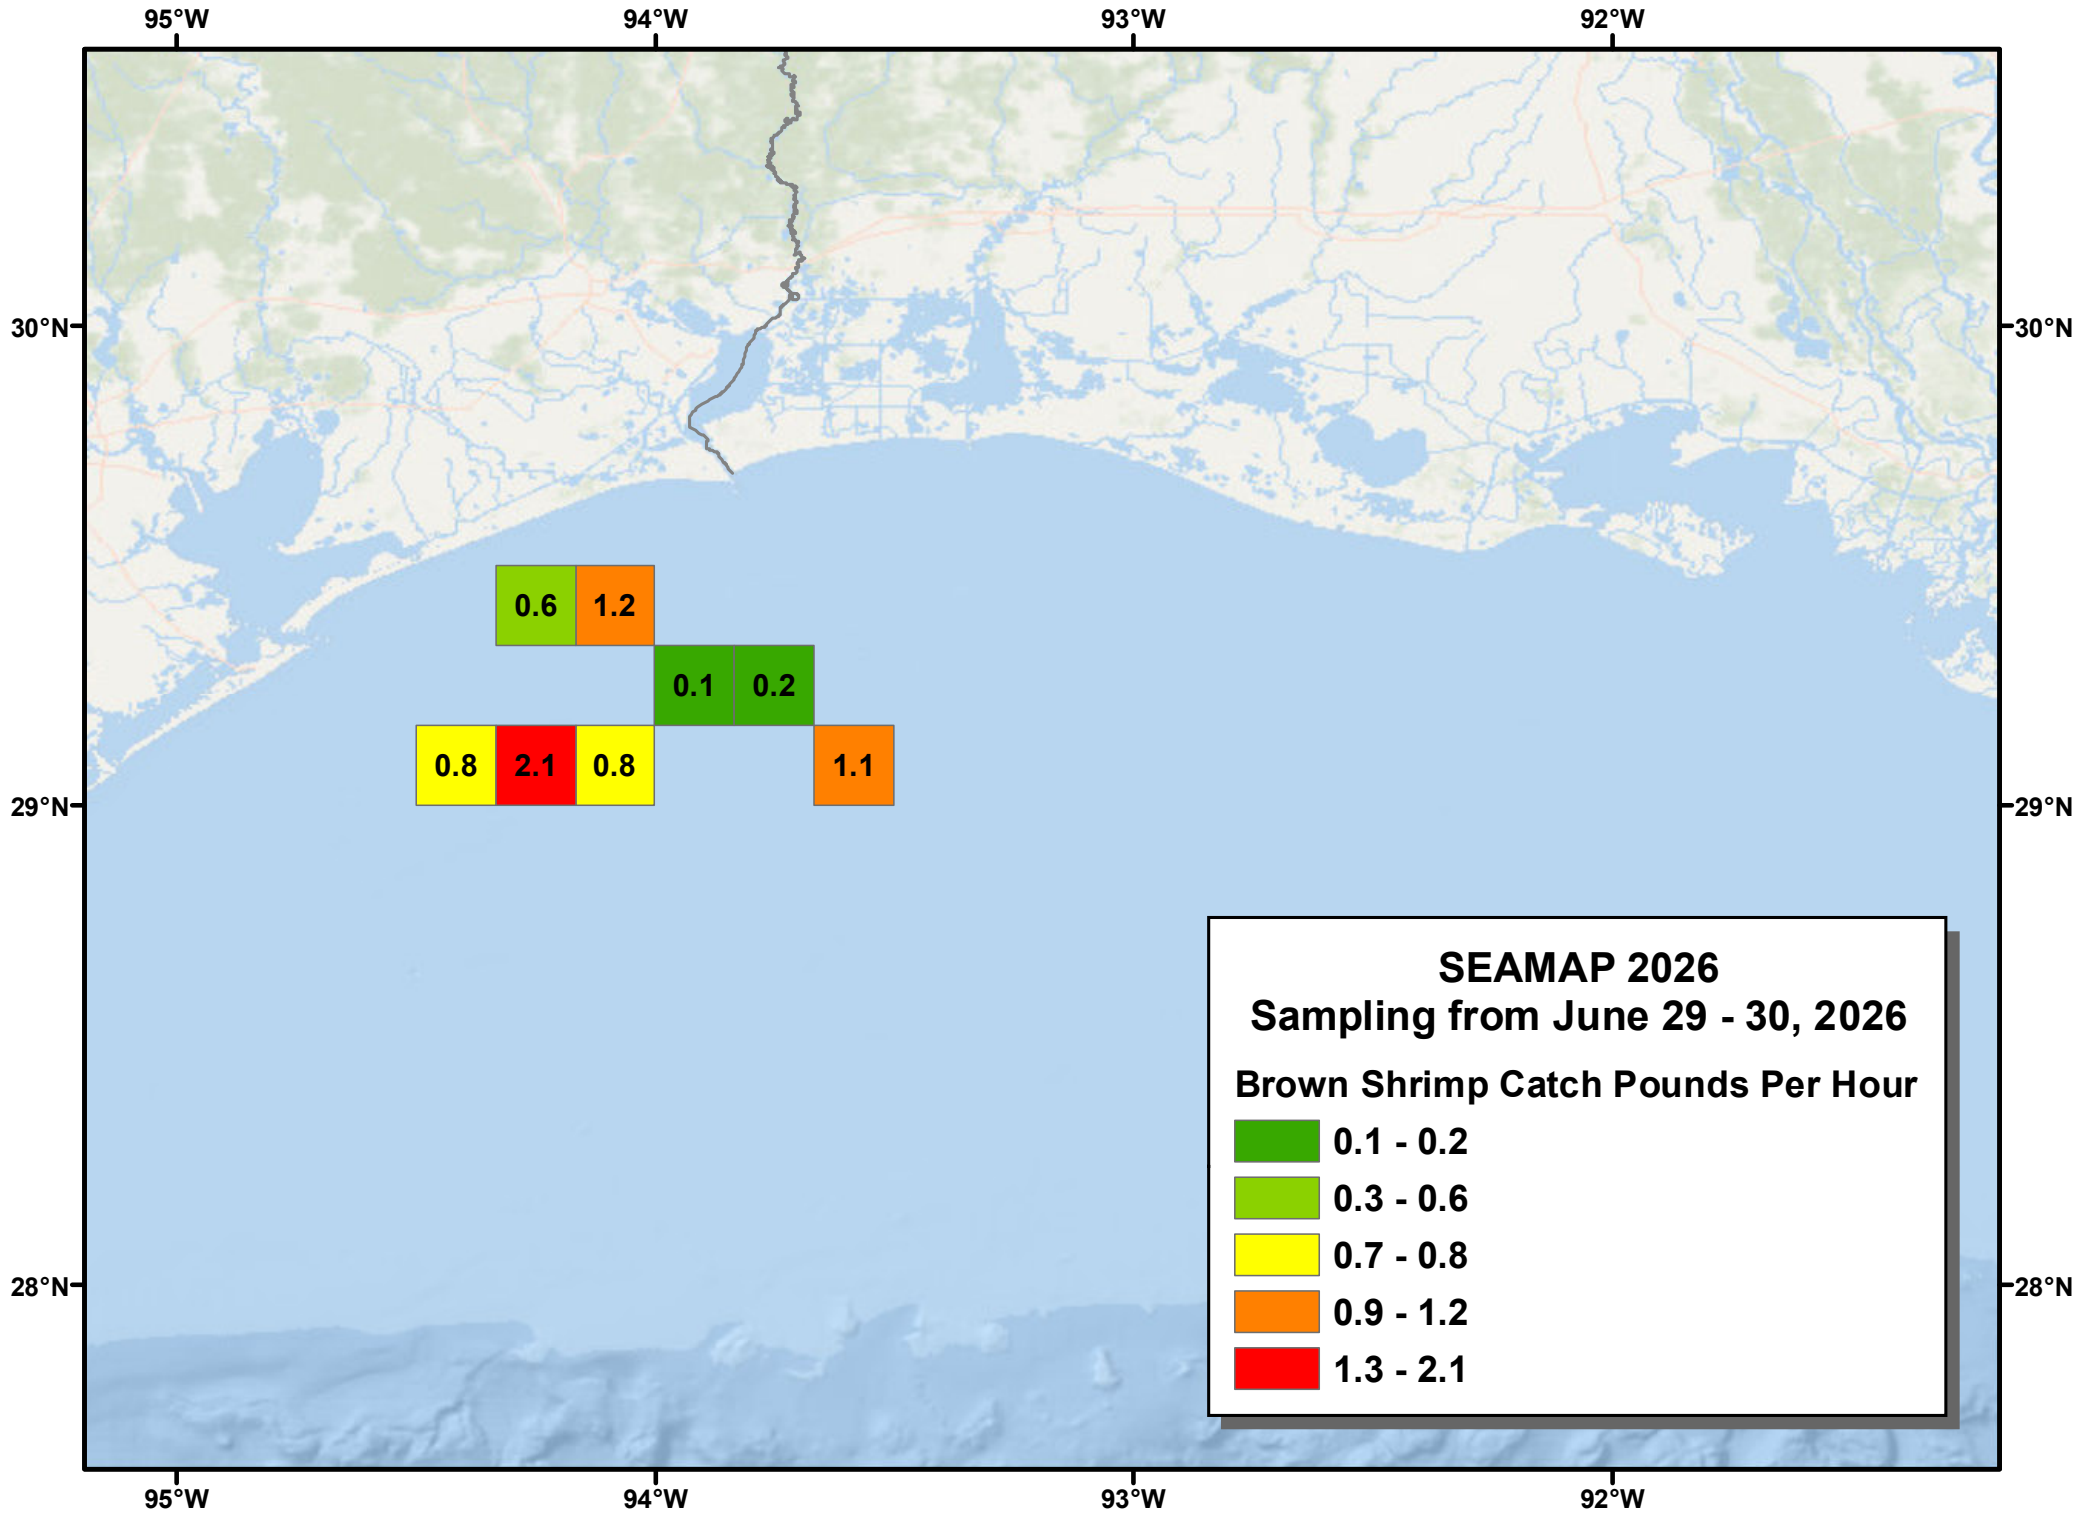 95°W 94°W 93°W 92°W
30°N 30°N
0.6 1.2
0.1 0.2
0.8 2.1 0.8 1.1
29°N 29°N
SEAMAP 2026
Sampling from June 29 - 30, 2026
Brown Shrimp Catch Pounds Per Hour
0.1 - 0.2
0.3 - 0.6
0.7 - 0.8
0.9 - 1.2
1.3 - 2.1
28°N 28°N
95°W 94°W 93°W 92°W